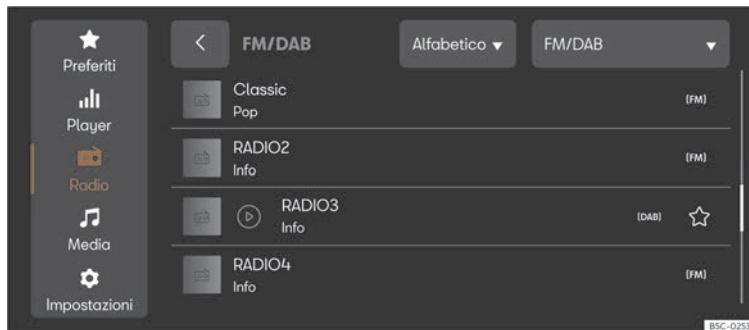 Preferiti
Player
Radio
Media
Impostazioni
FM/DAB
Alfabetico
FM/DAB
Classic
Pop
(FM)
RADIO2
Info
(FM)
RADIO3
Info
(DAB)
RADIO4
Info
(FM)
B5C-0253